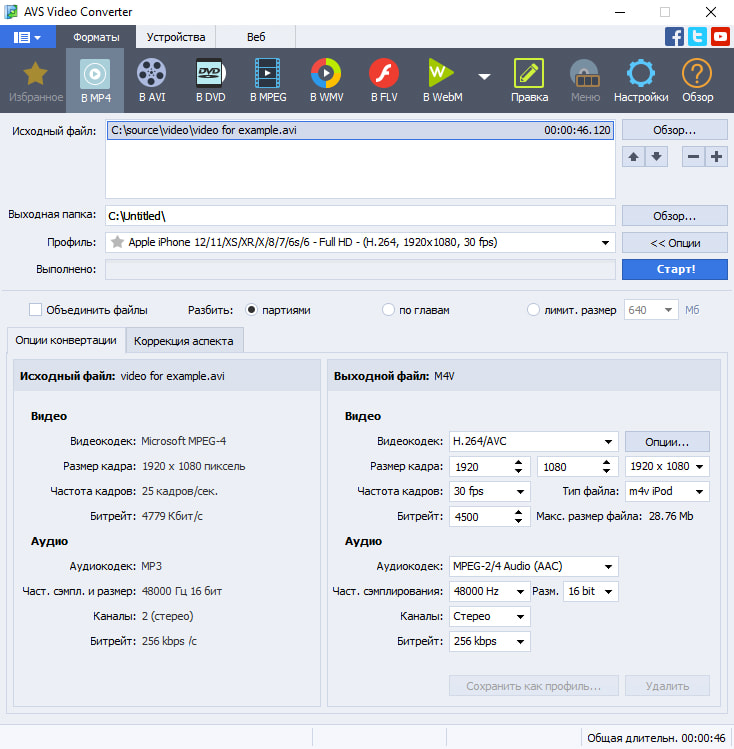 AVS Video Converter
Форматы Устройства Веб
Избранное В MP4 В AVI В DVD В MPEG В WMV В FLV В WebM Правка Меню Настройки Обзор
Исходный файл: C:\source\video\video for example.avi 00:00:46.120 Обзор...
Выходная папка: C:\Untitled\ Обзор...
Профиль: Apple iPhone 12/11/XS/XR/X/8/7/6s/6 - Full HD - (H.264, 1920x1080, 30 fps) << Опции
Выполнено: Старт!
Объединить файлы Разбить: партиями по главам лимит. размер 640 Мб
Опции конвертации Коррекция аспекта
Исходный файл: video for example.avi Выходной файл: M4V
Видео Видео
Видеокодек: Microsoft MPEG-4 Видеокодек: H.264/AVC Опции...
Размер кадра: 1920 x 1080 пиксель Размер кадра: 1920 1080 1920 x 1080
Частота кадров: 25 кадров/сек. Частота кадров: 30 fps Тип файла: m4v iPod
Битрейт: 4779 Кбит/с Битрейт: 4500 Макс. размер файла: 28.76 Mb
Аудио Аудио
Аудиокодек: MP3 Аудиокодек: MPEG-2/4 Audio (AAC)
Част. сэмпл. и размер: 48000 Гц 16 бит Част. сэмплирования: 48000 Hz Разм. 16 bit
Каналы: 2 (стерео) Каналы: Стерео
Битрейт: 256 kbps /с Битрейт: 256 kbps
Сохранить как профиль... Удалить
Общая длительн. 00:00:46